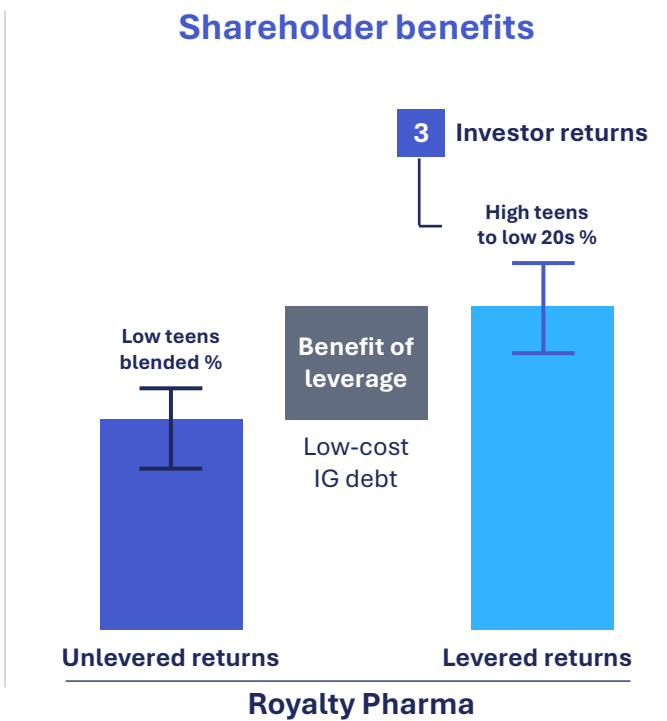 Shareholder benefits
3
Investor returns
High teens
to low 20s %
Low teens
blended %
Benefit of
leverage
Low-cost
IG debt
Unlevered returns
Levered returns
Royalty Pharma